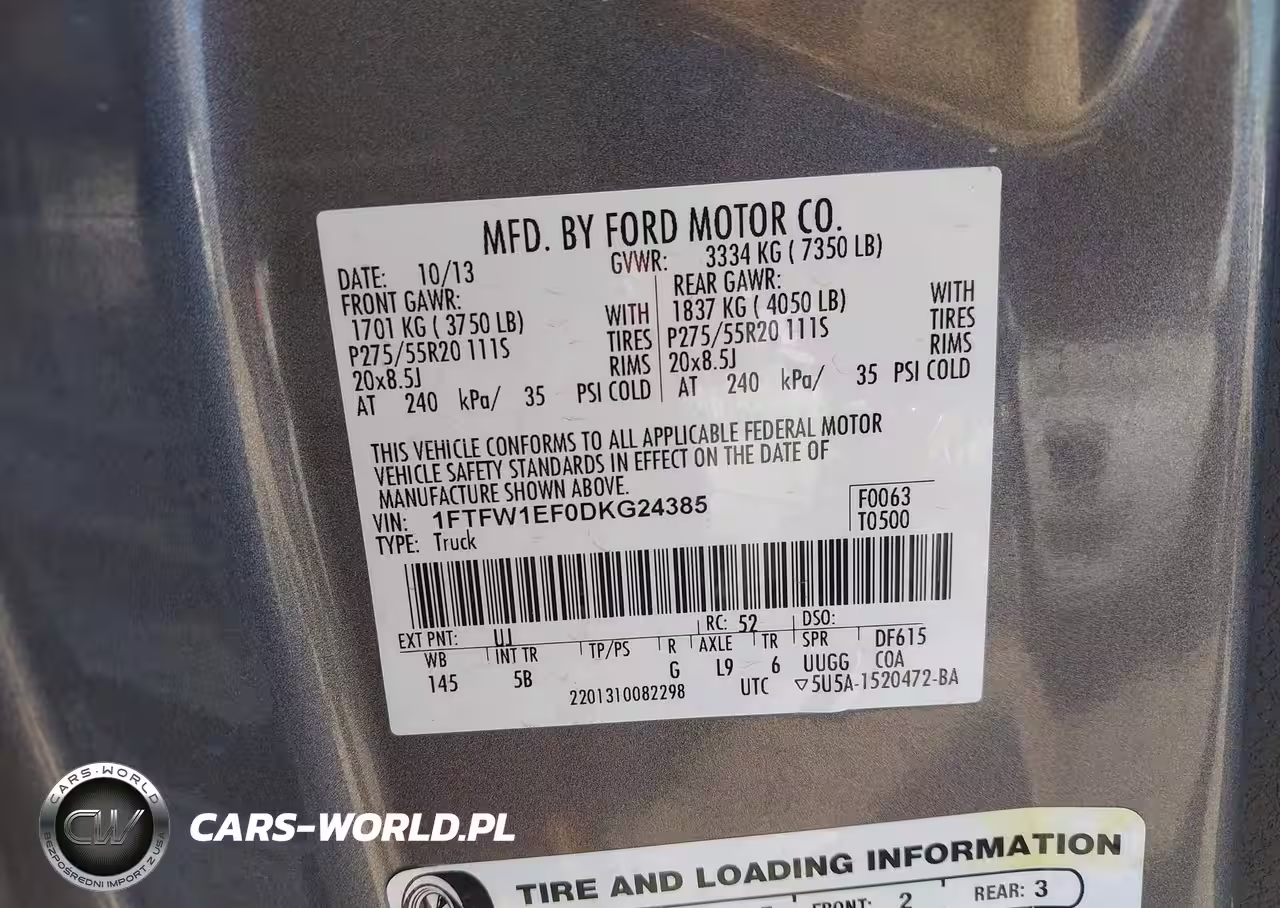 MFD. BY FORD MOTOR CO.
DATE: 10/13 GVWR: 3334 KG ( 7350 LB)
FRONT GAWR: REAR GAWR:
1701 KG ( 3750 LB) WITH 1837 KG ( 4050 LB) WITH
P275/55R20 111S TIRES P275/55R20 111S TIRES
20x8.5J RIMS 20x8.5J RIMS
AT 240 kPa/ 35 PSI COLD AT 240 kPa/ 35 PSI COLD
THIS VEHICLE CONFORMS TO ALL APPLICABLE FEDERAL MOTOR
VEHICLE SAFETY STANDARDS IN EFFECT ON THE DATE OF
MANUFACTURE SHOWN ABOVE.
VIN: 1FTFW1EF0DKG24385 F0063
TYPE: Truck T0500
EXT PNT: UJ RC: 52 DSO:
WB INT TR TP/PS R AXLE TR SPR DF615
145 5B G L9 6 UUGG COA
2201310082298 UTC ▽5U5A-1520472-BA
CARS-WORLD
CW
BEZPOŚREDNI IMPORT Z USA
CARS-WORLD.PL
TIRE AND LOADING INFORMATION
FRONT: 2 REAR: 3